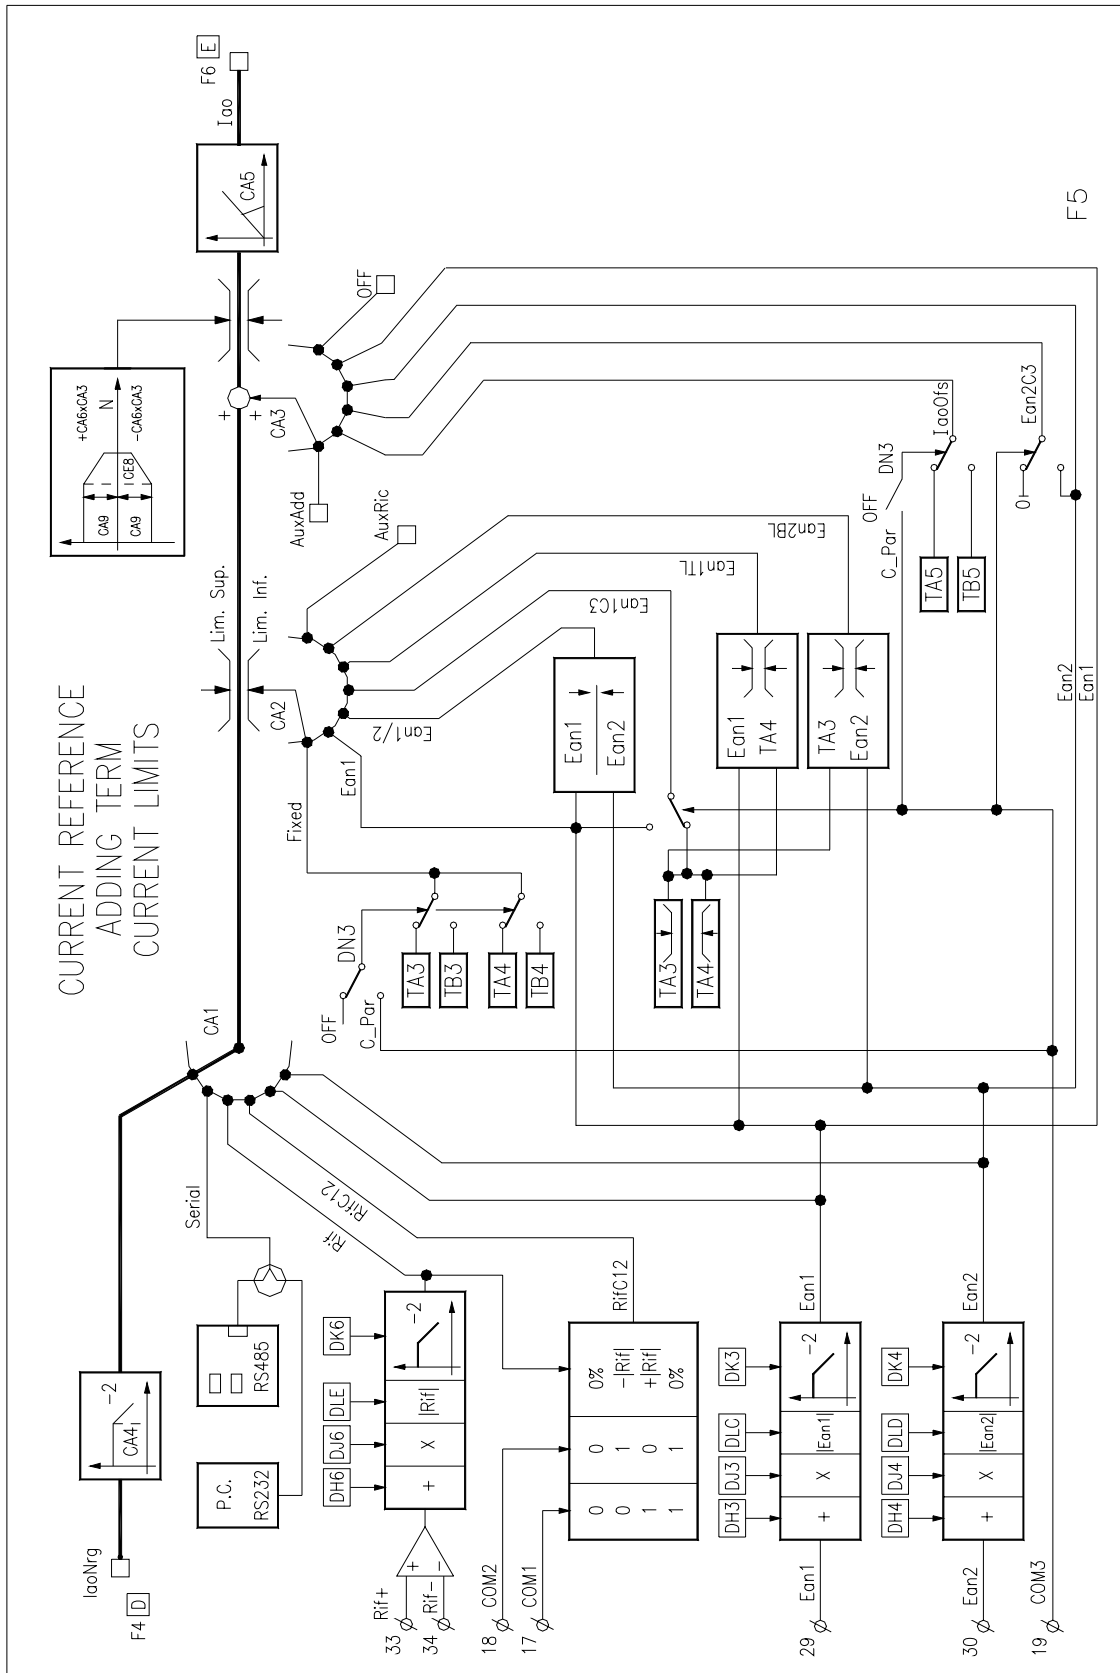 CURRENT REFERENCE
ADDING TERM
CURRENT LIMITS
F4 D
IaoNrg
CA4
-2
P.C.
RS232
RS485
Serial
CA1
Lim. Sup.
Lim. Inf.
CA2
CA9
CA9
CE8
+CA6xCA3
N
-CA6xCA3
+
+
CA3
CA5
Iao
F6 E
33
Rif+
34
Rif-
+
-
DH6
DJ6
DLE
DK6
+
X
|Rif|
-2
Rif
RifC12
18
COM2
17
COM1
0 0 0%
0 1 -|Rif|
1 0 +|Rif|
1 1 0%
RifC12
OFF
DN3
C_Par
TA3
TB3
TA4
TB4
Fixed
Ean1
Ean1/2
Ean1C3
Ean1TL
Ean2BL
AuxRic
AuxAdd
OFF
Ean1
Ean2
TA3
TA4
Ean1
TA4
TA3
Ean2
C_Par
OFF
DN3
TA5
TB5
IaoOfs
0
Ean2C3
Ean2
Ean1
29
Ean1
DH3
DJ3
DLC
DK3
+
X
|Ean1|
-2
Ean1
30
Ean2
DH4
DJ4
DLD
DK4
+
X
|Ean2|
-2
Ean2
19
COM3
F5